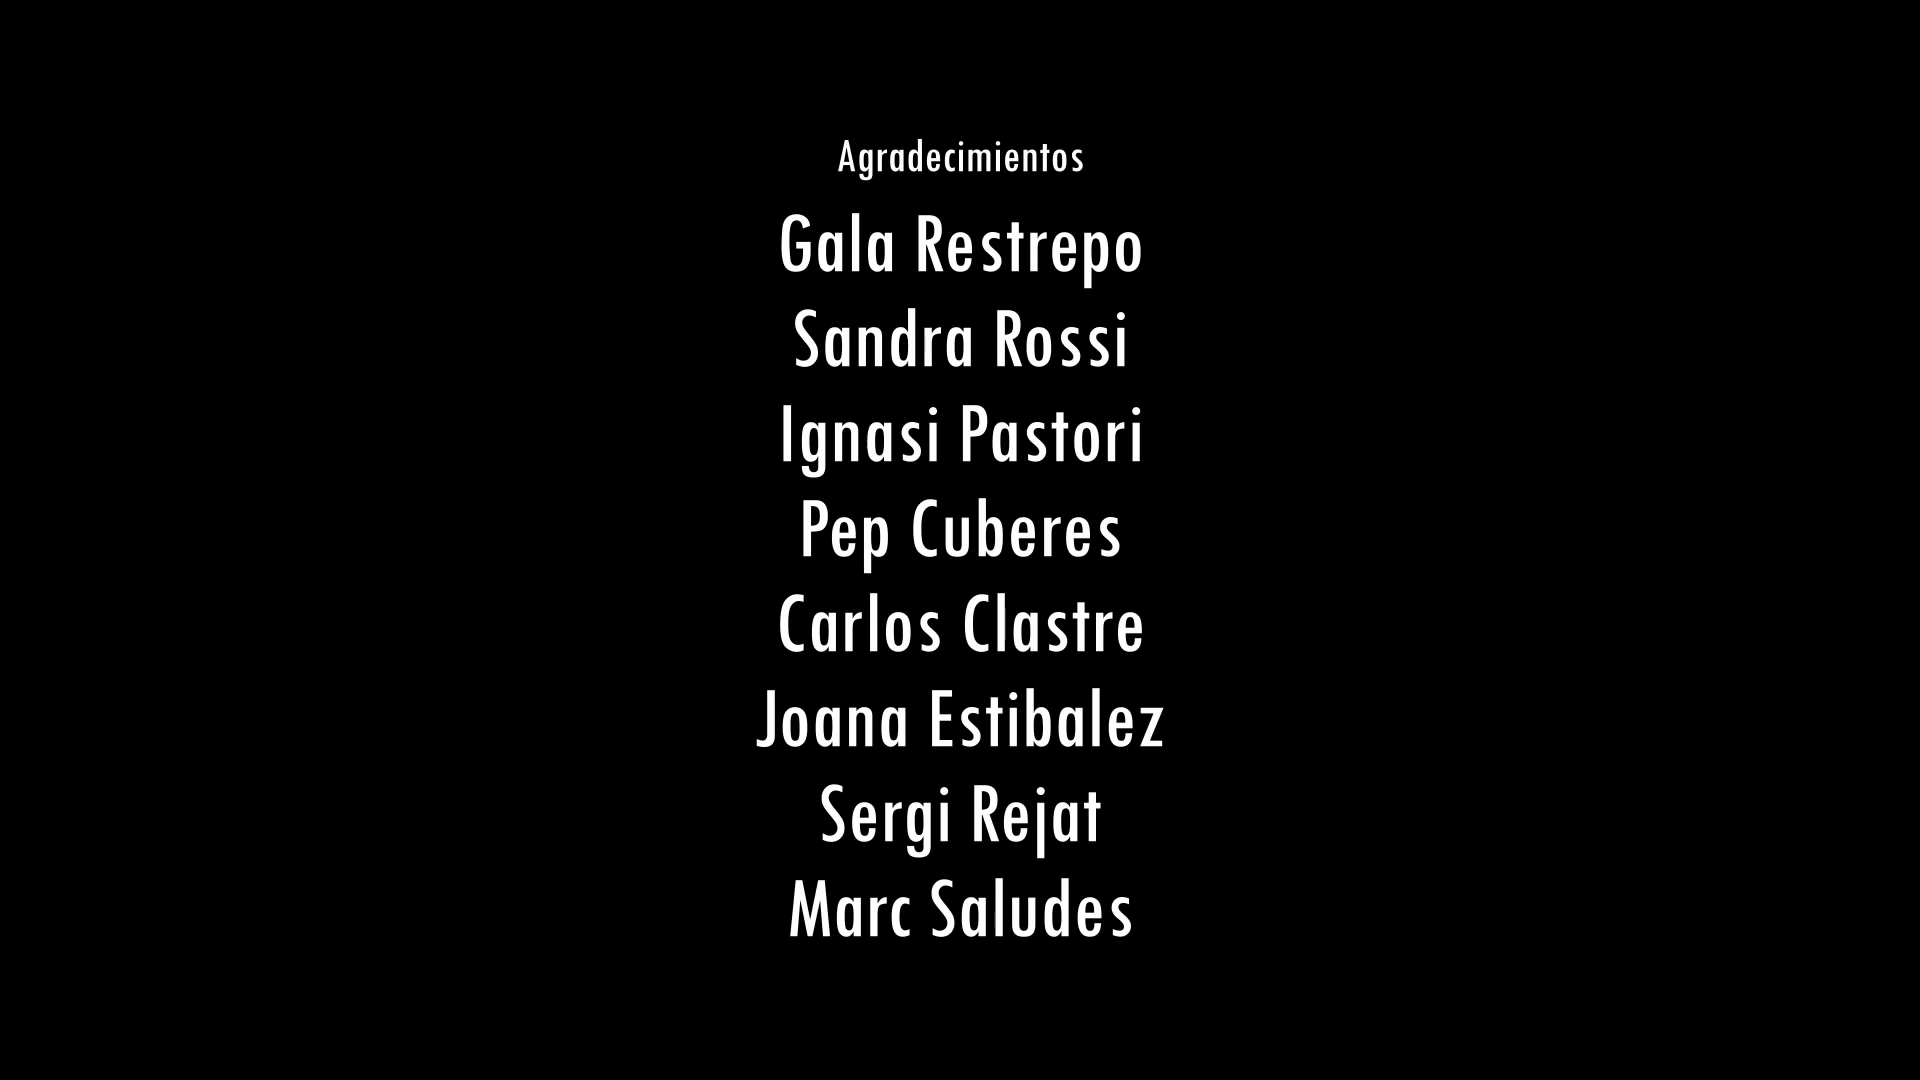 Agradecimientos
Gala Restrepo
Sandra Rossi
Ignasi Pastori
Pep Cuberes
Carlos Clastre
Joana Estibalez
Sergi Rejat
Marc Saludes